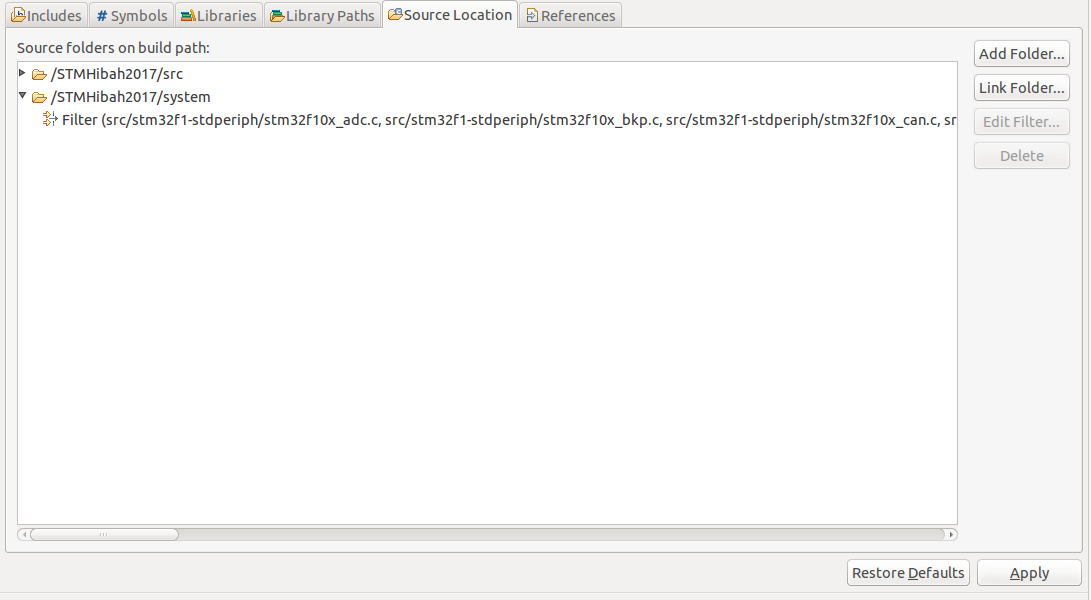 Includes # Symbols Libraries Library Paths Source Location References
Source folders on build path:
/STMHibah2017/src
/STMHibah2017/system
Filter (src/stm32f1-stdperiph/stm32f10x_adc.c, src/stm32f1-stdperiph/stm32f10x_bkp.c, src/stm32f1-stdperiph/stm32f10x_can.c, sr
Add Folder...
Link Folder...
Edit Filter...
Delete
Restore Defaults Apply